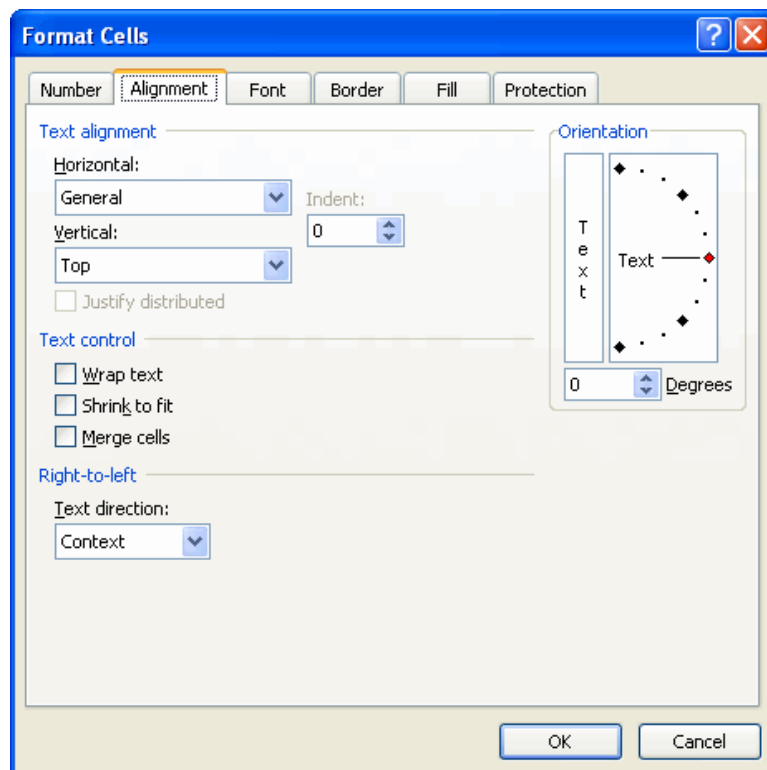 Format Cells
?
Number Alignment Font Border Fill Protection
Text alignment
Horizontal:
General
Indent:
0
Vertical:
Top
Justify distributed
Text control
Wrap text
Shrink to fit
Merge cells
Right-to-left
Text direction:
Context
Orientation
Text
Text
0 Degrees
OK Cancel